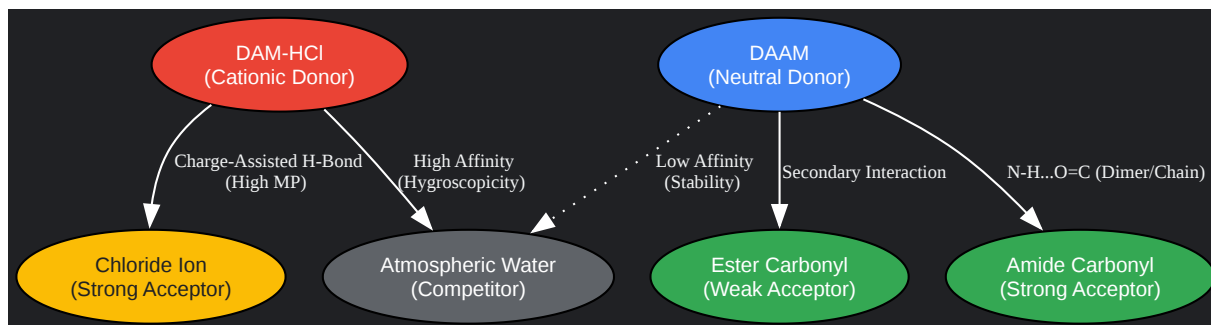 DAM-HCl
(Cationic Donor)
DAAM
(Neutral Donor)
Charge-Assisted H-Bond
(High MP)
High Affinity
(Hygroscopicity)
Low Affinity
(Stability)
Secondary Interaction
N-H...O=C (Dimer/Chain)
Chloride Ion
(Strong Acceptor)
Atmospheric Water
(Competitor)
Ester Carbonyl
(Weak Acceptor)
Amide Carbonyl
(Strong Acceptor)